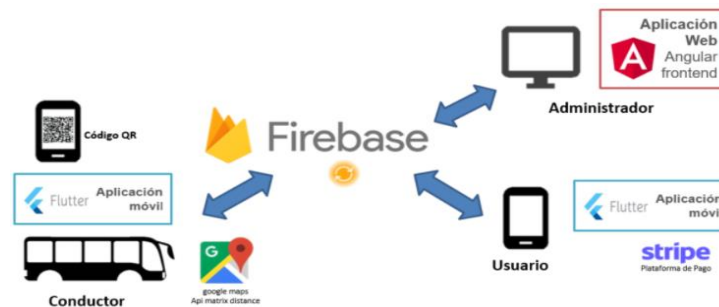 Aplicación
Web
Angular
frontend
Administrador
Código QR
Firebase
Flutter
Aplicación
móvil
Flutter
Aplicación
móvil
Conductor
google maps
Api matrix distance
Usuario
stripe
Plataforma de Pago